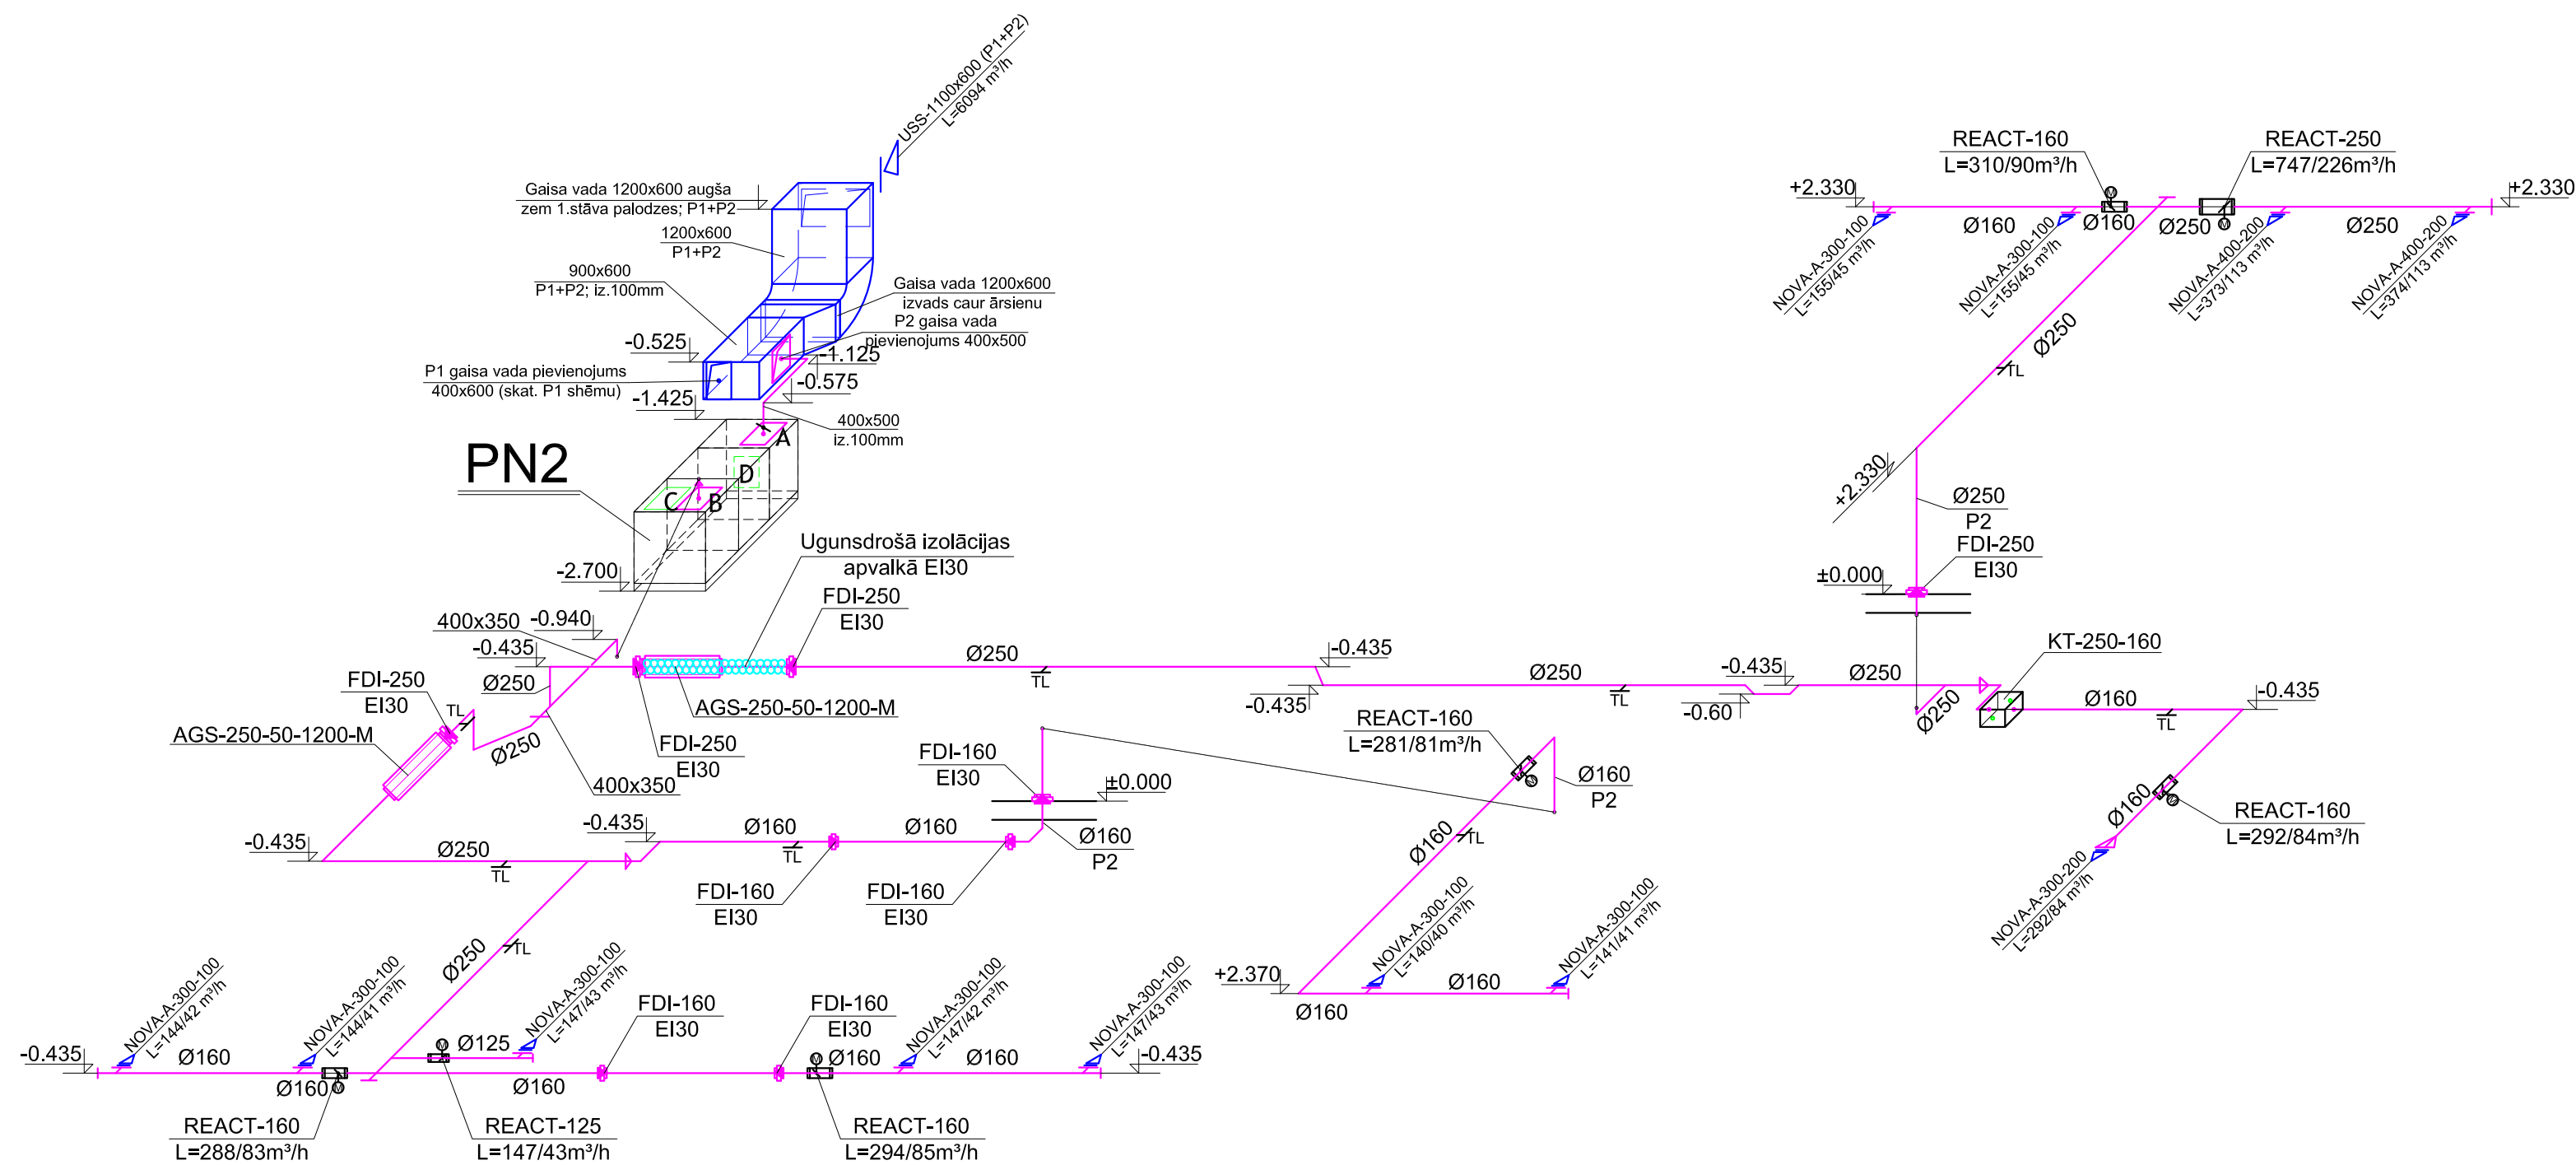 USS-1100x600 (P1+P2)
L=6094 m³/h
Gaisa vada 1200x600 augša
zem 1.stāva palodzes; P1+P2
1200x600
P1+P2
900x600
P1+P2; iz.100mm
Gaisa vada 1200x600
izvads caur ārsienu
P2 gaisa vada
pievienojums 400x500
-0.525
-1.125
-0.575
P1 gaisa vada pievienojums
400x600 (skat. P1 shēmu)
-1.425
400x500
iz.100mm
A
D
C
B
PN2
-2.700
Ugunsdrošā izolācijas
apvalkā EI30
FDI-250
EI30
400x350
-0.940
-0.435
Ø250
FDI-250
EI30
TL
AGS-250-50-1200-M
Ø250
400x350
AGS-250-50-1200-M
FDI-250
EI30
Ø250
TL
-0.435
-0.435
Ø250
TL
-0.435
-0.60
Ø250
Ø250
KT-250-160
Ø160
TL
-0.435
Ø160
REACT-160
L=292/84m³/h
NOVA-A-300-200
L=292/84 m³/h
REACT-160
L=310/90m³/h
REACT-250
L=747/226m³/h
+2.330
+2.330
Ø160
Ø160
Ø250
Ø250
M
M
NOVA-A-300-100
L=155/45 m³/h
NOVA-A-300-100
L=155/45 m³/h
NOVA-A-400-200
L=373/113 m³/h
NOVA-A-400-200
L=374/113 m³/h
Ø250
TL
+2.330
Ø250
P2
FDI-250
EI30
±0.000
REACT-160
L=281/81m³/h
M
Ø160
P2
Ø160
TL
NOVA-A-300-100
L=140/40 m³/h
NOVA-A-300-100
L=141/41 m³/h
+2.370
Ø160
Ø160
FDI-160
EI30
±0.000
Ø160
P2
-0.435
Ø160
TL
Ø160
FDI-160
EI30
FDI-160
EI30
-0.435
Ø250
TL
Ø250
TL
NOVA-A-300-100
L=144/42 m³/h
NOVA-A-300-100
L=144/41 m³/h
NOVA-A-300-100
L=147/43 m³/h
FDI-160
EI30
FDI-160
EI30
NOVA-A-300-100
L=147/42 m³/h
NOVA-A-300-100
L=147/43 m³/h
-0.435
Ø160
Ø160
M
M
Ø125
Ø160
M
Ø160
Ø160
-0.435
REACT-160
L=288/83m³/h
REACT-125
L=147/43m³/h
REACT-160
L=294/85m³/h
M